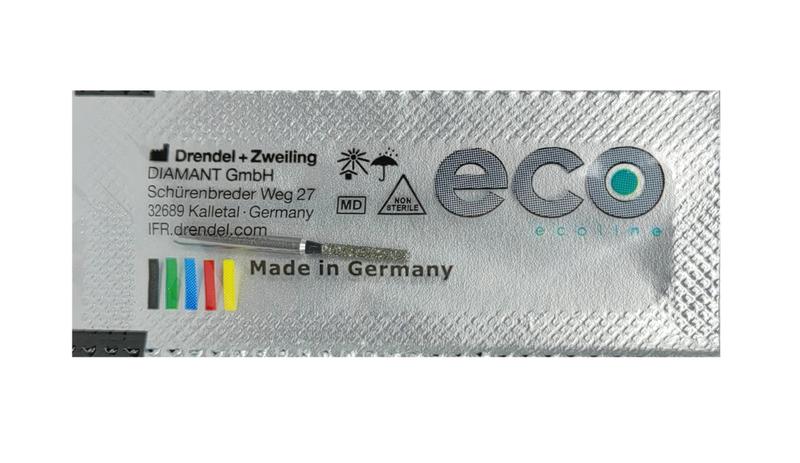 Drendel + Zweiling
DIAMANT GmbH
Schürenbreder Weg 27
32689 Kalletal · Germany
IFR.drendel.com
MD
NON
STERILE
eco
ecoline
Made in Germany